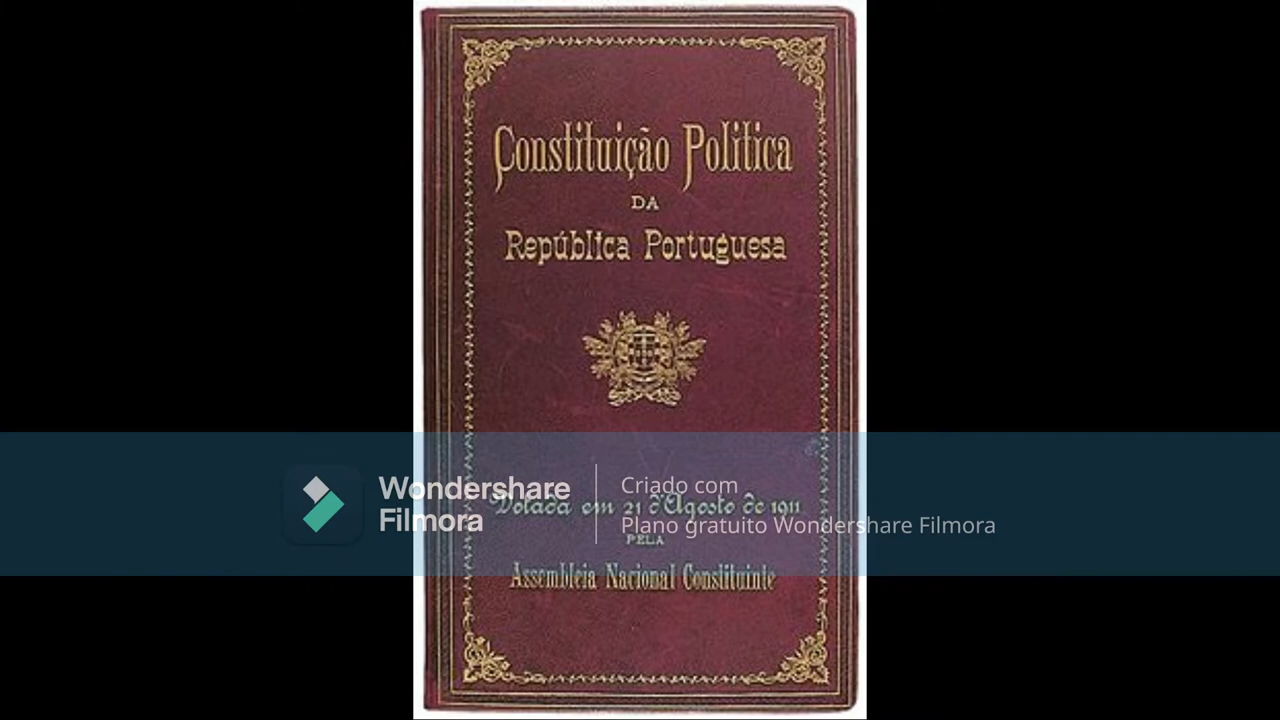 Constituição Politica
DA
República Portuguesa
Wondershare
Filmora
Criado com
Plano gratuito Wondershare Filmora
Votada em 21 d'Agosto de 1911
PELA
Assembleia Nacional Constituinte